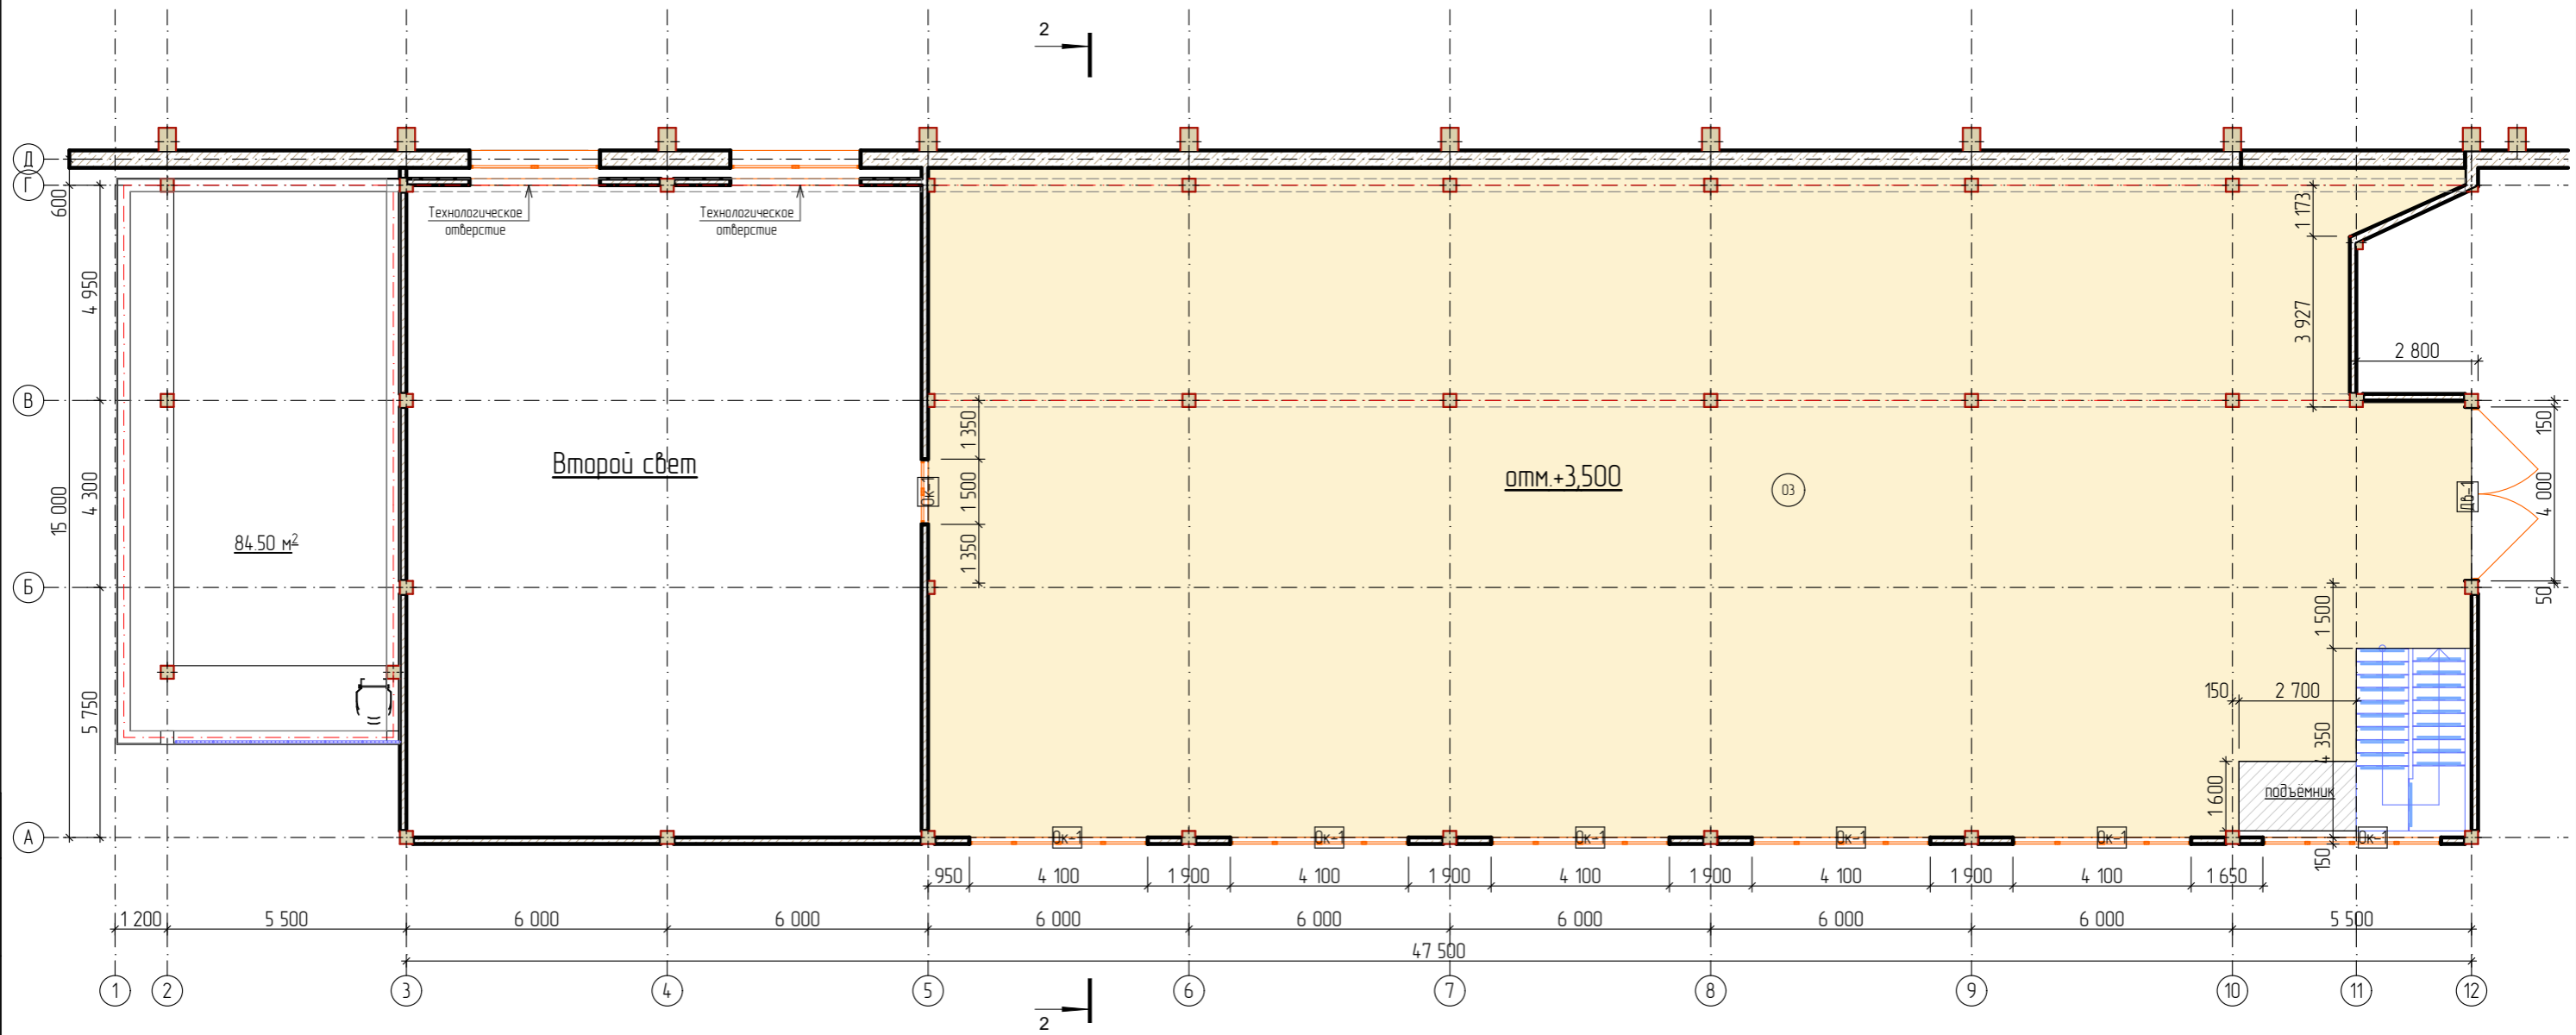 2
Д
Г
600
Технологическое
отверстие
Технологическое
отверстие
1 173
4 950
3 927
2 800
В
1 350
150
Второй свет
отм.+3,500
03
Ок-1
1 500
Дв-1
4 000
15 000
4 300
84.50 м2
1 350
Б
50
1 500
5 750
150
2 700
4 350
1 600
подъёмник
А
Ок-1
Ок-1
Ок-1
Ок-1
Ок-1
Ок-1
150
950
4 100
1 900
4 100
1 900
4 100
1 900
4 100
1 900
4 100
1 650
1 200
5 500
6 000
6 000
6 000
6 000
6 000
6 000
6 000
5 500
47 500
1
2
3
4
5
6
7
8
9
10
11
12
2